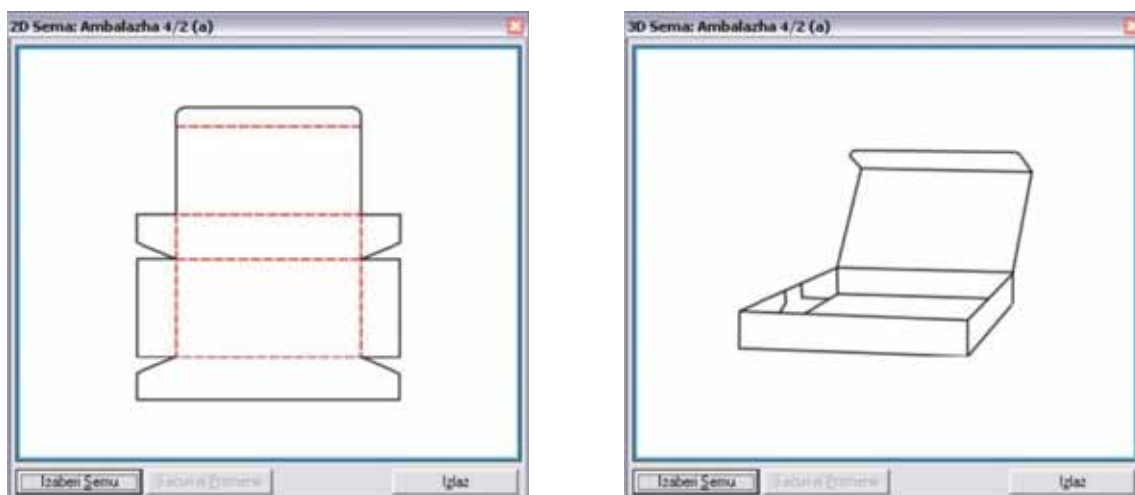 2D Sema: Ambalazha 4/2 (a)
Izaberi Semu
Izlaz
3D Sema: Ambalazha 4/2 (a)
Izaberi Semu
Izlaz